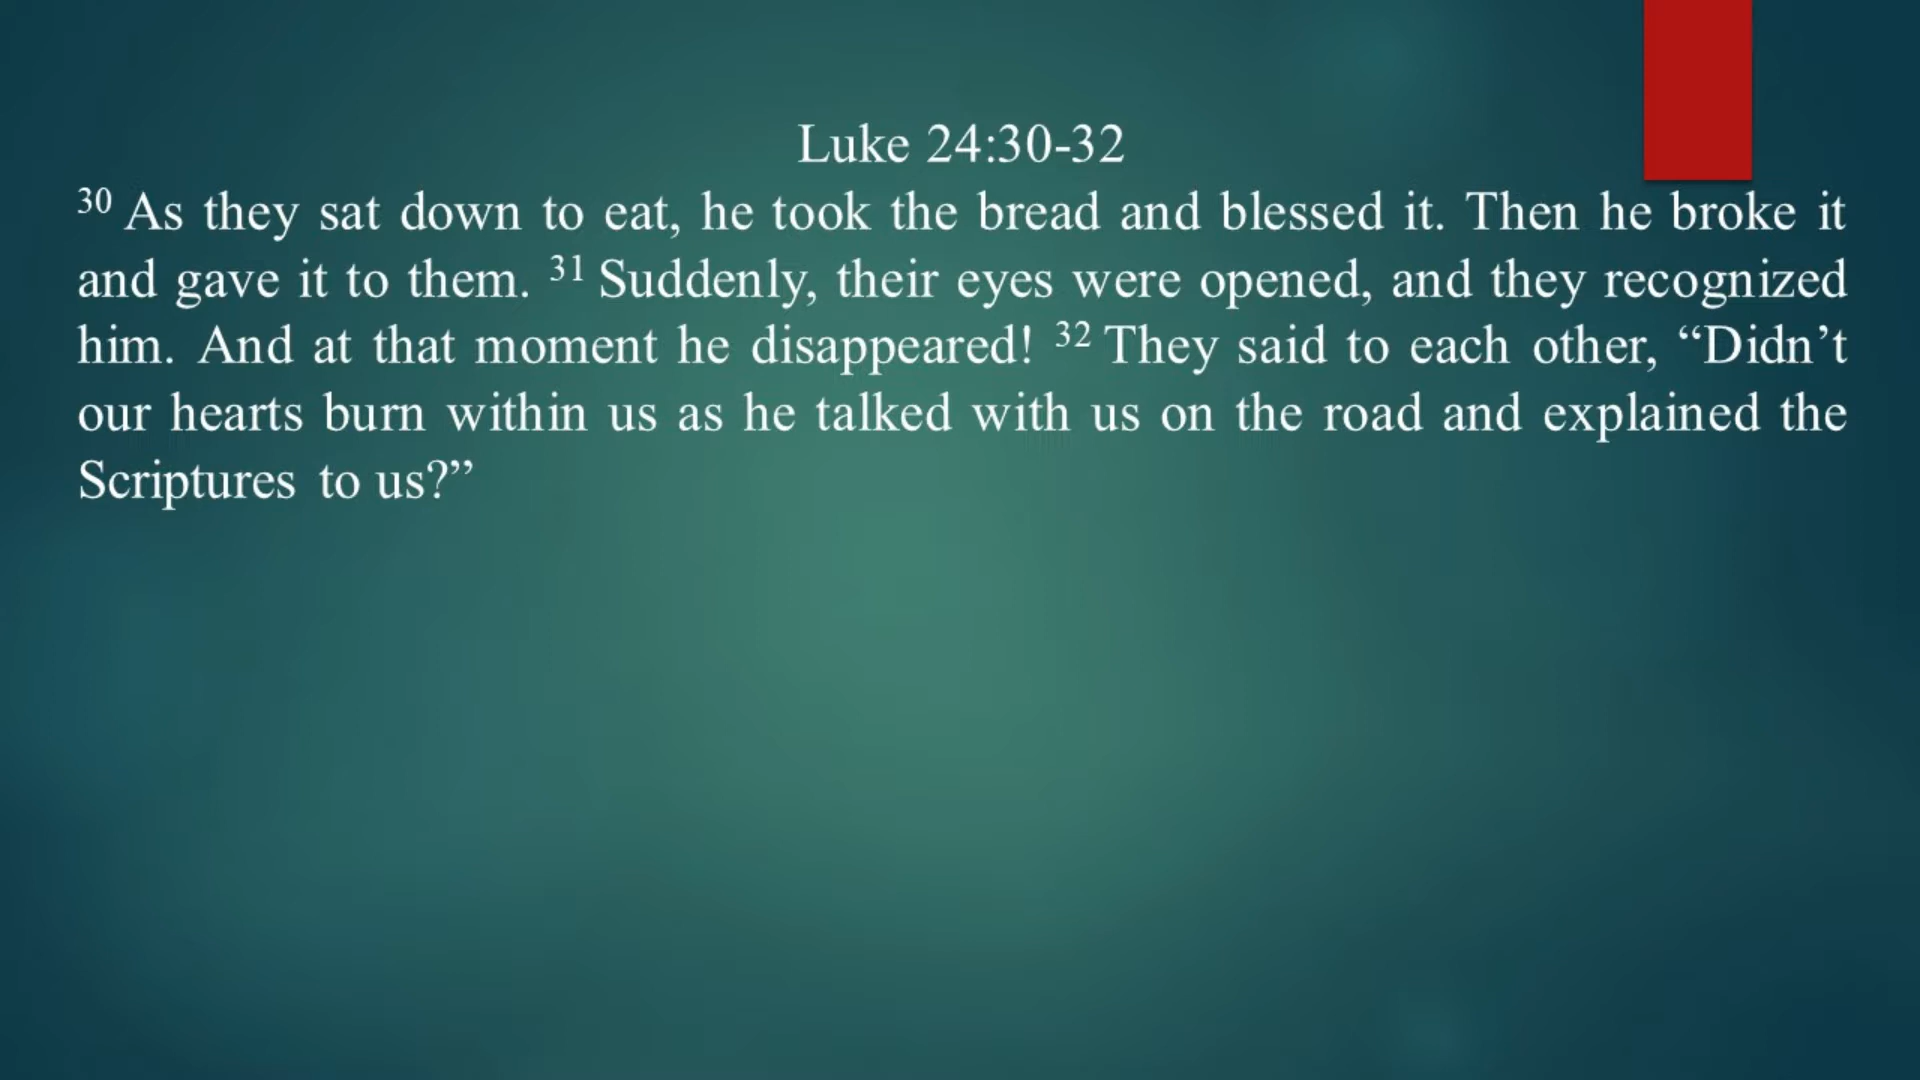 Luke 24:30-32
30 As they sat down to eat, he took the bread and blessed it. Then he broke it
and gave it to them. 31 Suddenly, their eyes were opened, and they recognized
him. And at that moment he disappeared! 32 They said to each other, “Didn’t
our hearts burn within us as he talked with us on the road and explained the
Scriptures to us?”